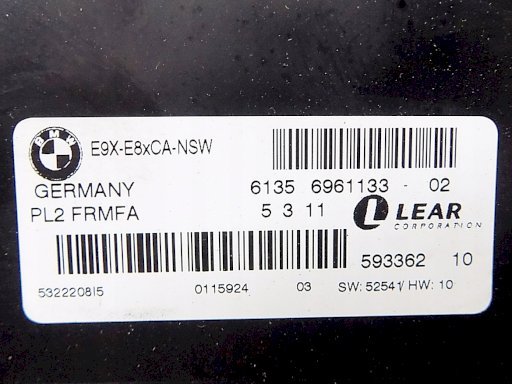 BMW
E9X-E8xCA-NSW
GERMANY 6135 6961133 - 02
PL2 FRMFA 5 3 11 LEAR
CORPORATION
593362 10
5322208I5 0115924 03 SW: 52541/ HW: 10